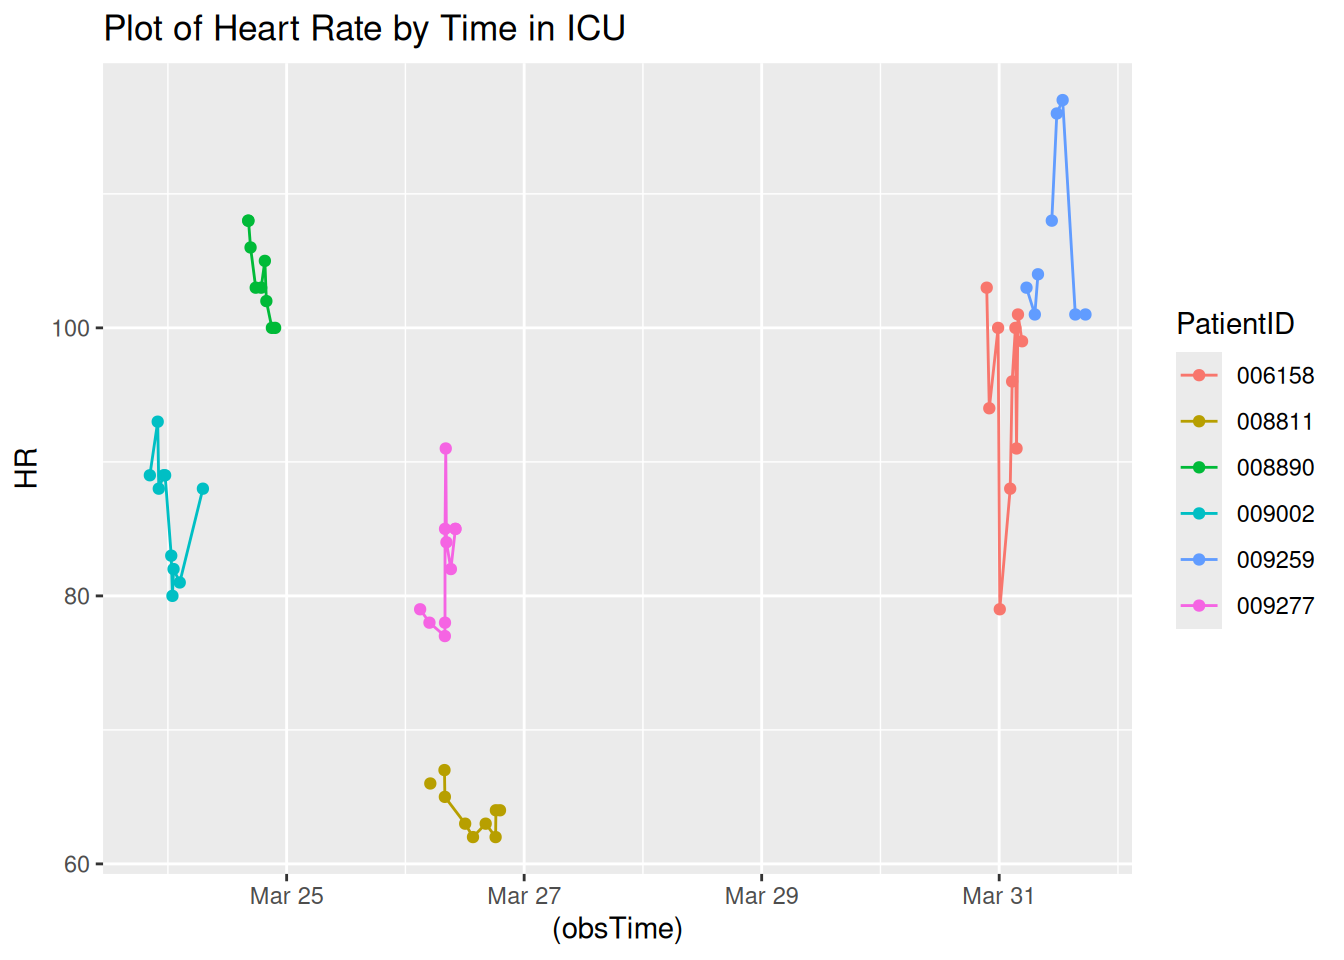 Plot of Heart Rate by Time in ICU
HR
100
80
60
Mar 25 Mar 27 Mar 29 Mar 31
(obsTime)
PatientID
006158
008811
008890
009002
009259
009277